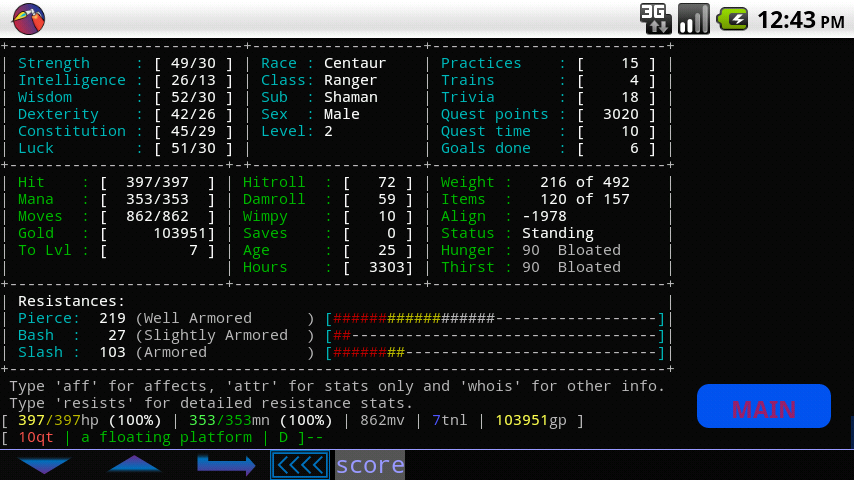 3G 12:43 PM
+--------------------------+-------------------+--------------------------+
| Strength : [ 49/30 ] | Race : Centaur | Practices : [ 15 ] |
| Intelligence : [ 26/13 ] | Class: Ranger | Trains : [ 4 ] |
| Wisdom : [ 52/30 ] | Sub : Shaman | Trivia : [ 18 ] |
| Dexterity : [ 42/26 ] | Sex : Male | Quest points : [ 3020 ] |
| Constitution : [ 45/29 ] | Level: 2 | Quest time : [ 10 ] |
| Luck : [ 51/30 ] | | Goals done : [ 6 ] |
+------------------------+-+-------------------+--------------------------+
| Hit : [ 397/397 ] | Hitroll : [ 72 ] | Weight : 216 of 492 |
| Mana : [ 353/353 ] | Damroll : [ 59 ] | Items : 120 of 157 |
| Moves : [ 862/862 ] | Wimpy : [ 10 ] | Align : -1978 |
| Gold : [ 103951] | Saves : [ 0 ] | Status : Standing |
| To Lvl : [ 7 ] | Age : [ 25 ] | Hunger : 90 Bloated |
| | Hours : [ 3303] | Thirst : 90 Bloated |
+------------------------+---------------------+--------------------------+
| Resistances: |
| Pierce: 219 (Well Armored ) [##################------------------]|
| Bash : 27 (Slightly Armored ) [##----------------------------------]|
| Slash : 103 (Armored ) [########----------------------------]|
+-------------------------------------------------------------------------+
Type 'aff' for affects, 'attr' for stats only and 'whois' for other info.
Type 'resists' for detailed resistance stats.
[ 397/397hp (100%) | 353/353mn (100%) | 862mv | 7tnl | 103951gp ]
[ 10qt | a floating platform | D ]--
MAIN
<<<< score